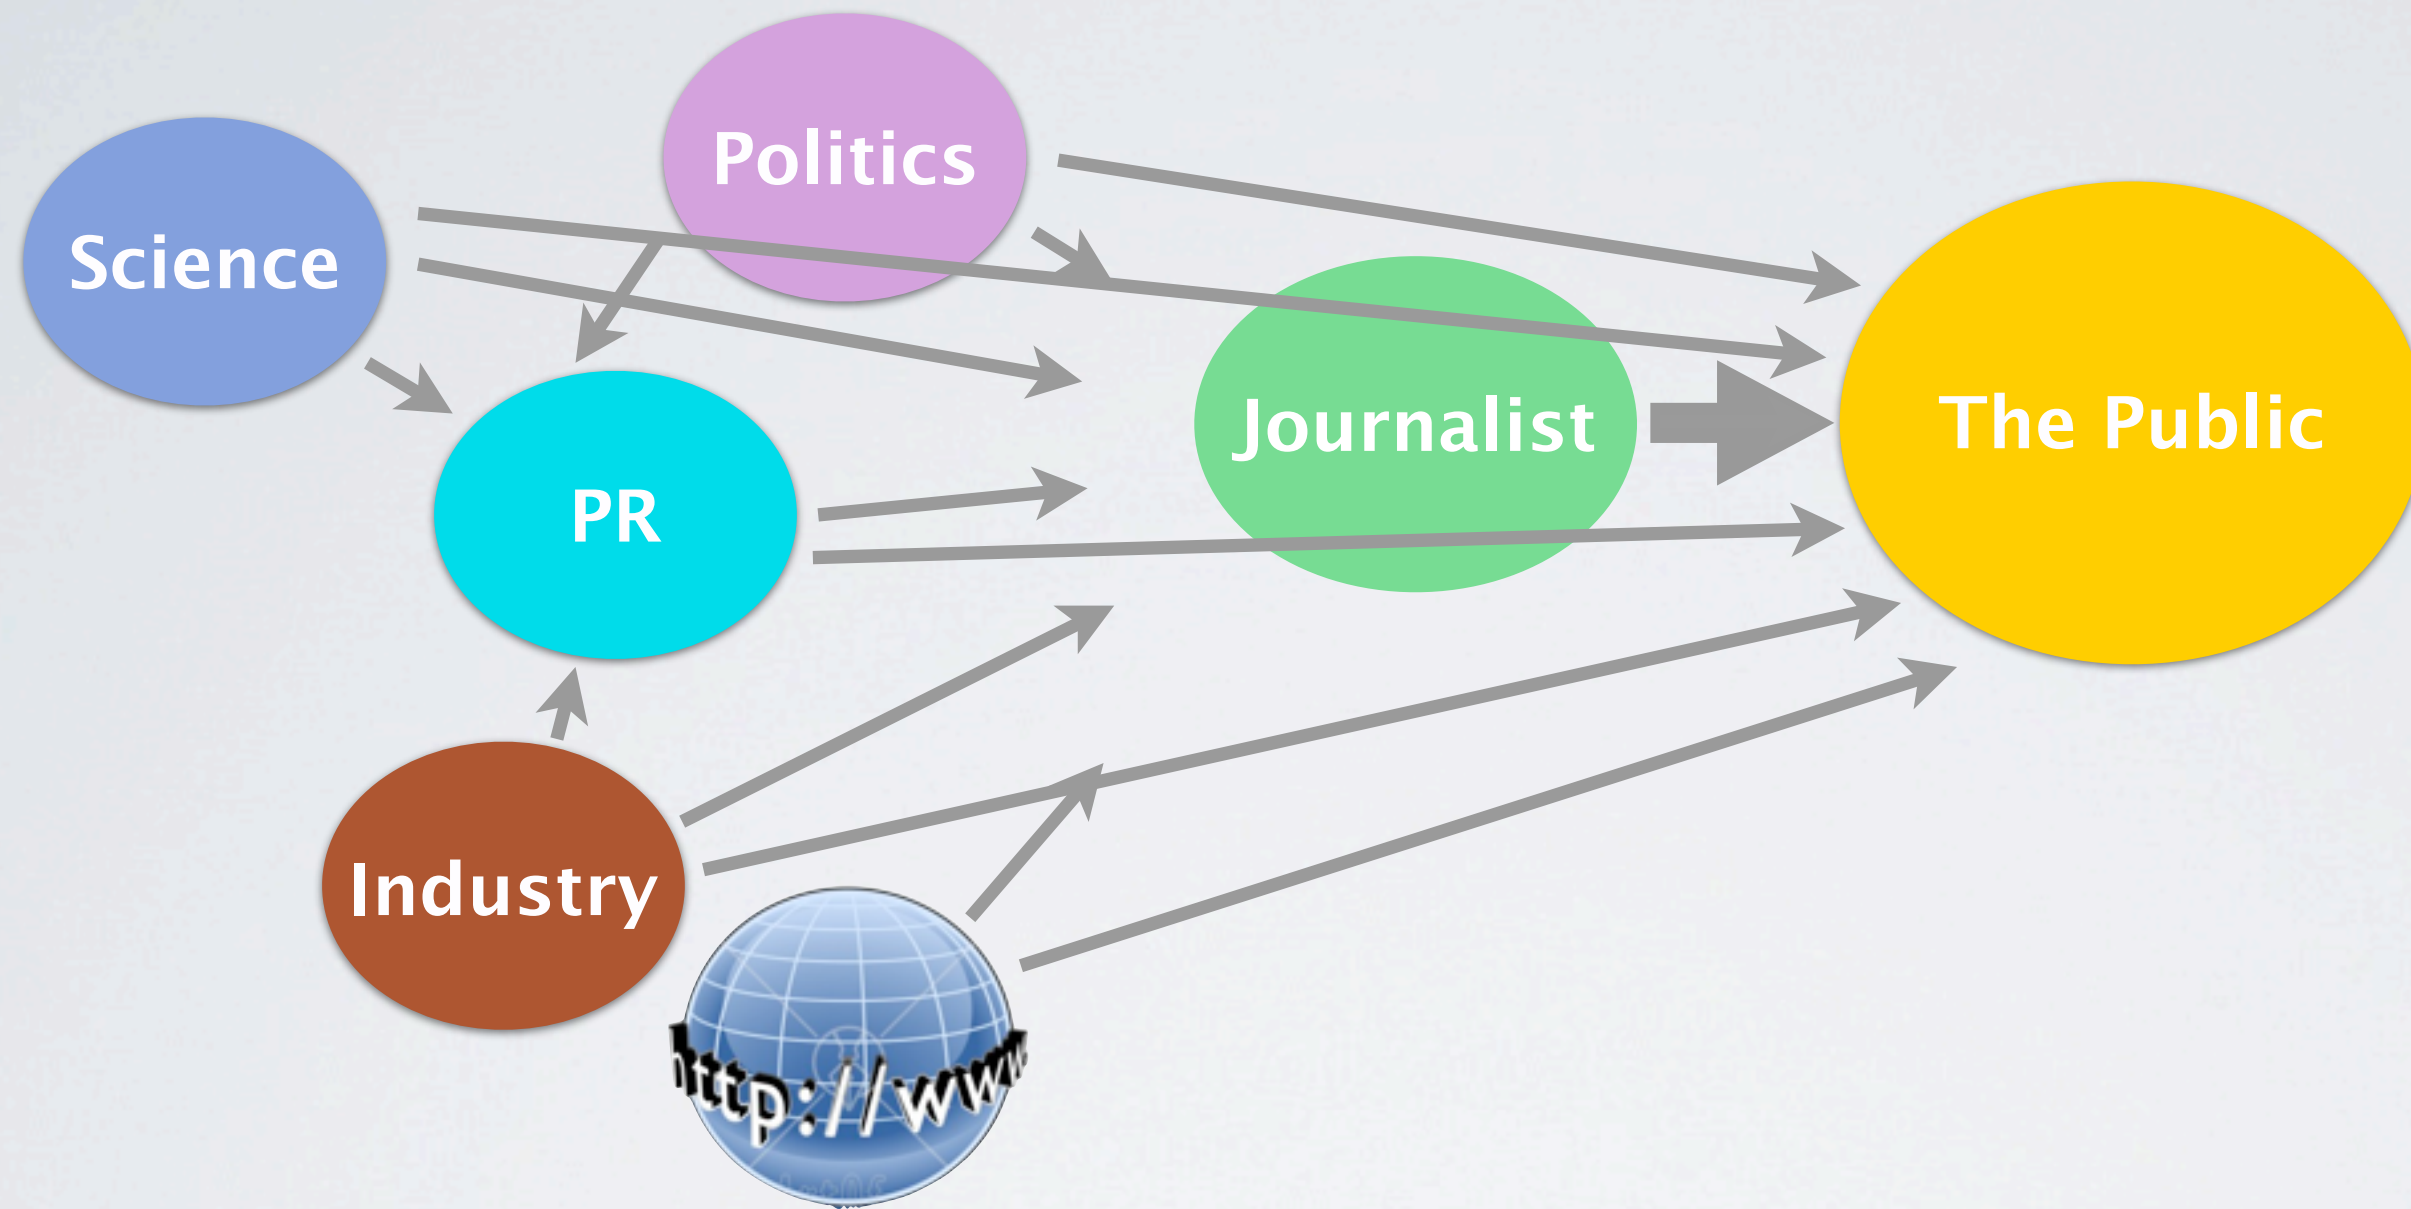 Politics
Science
Journalist
The Public
PR
Industry
http://www